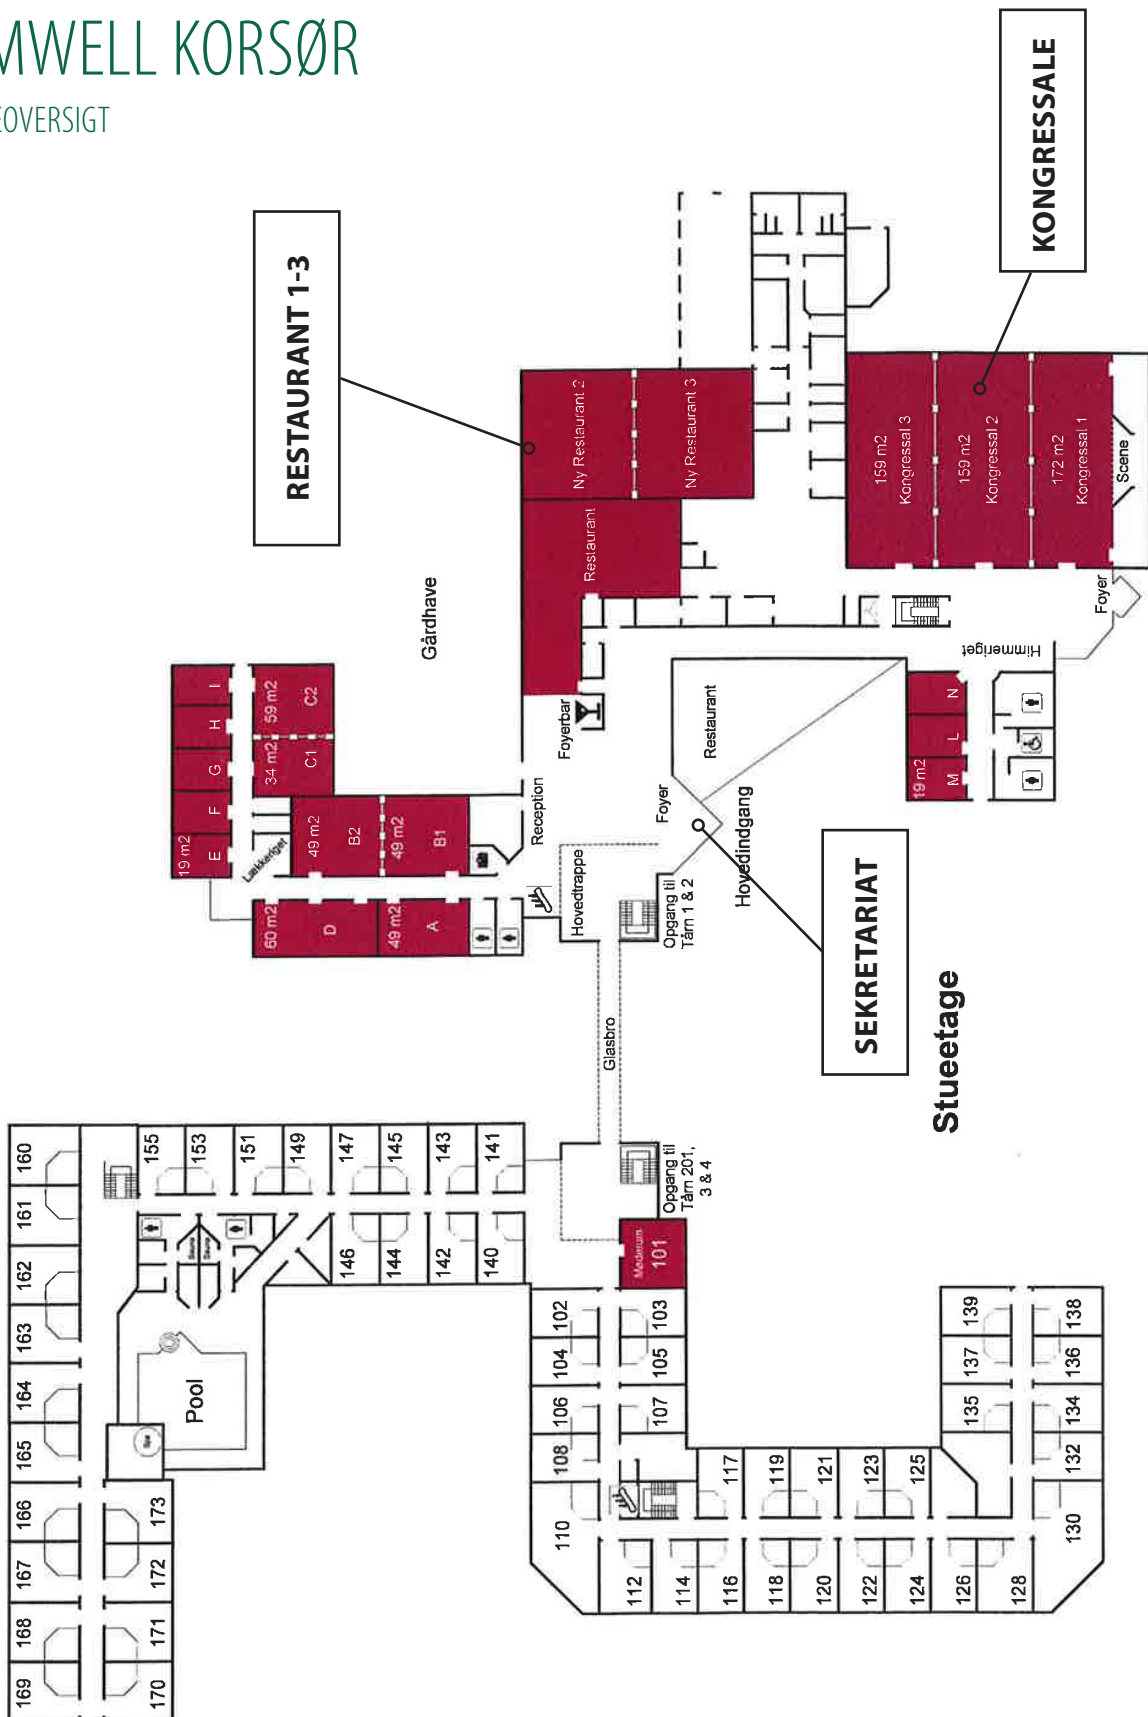 MWELL KORSØR
EOVERSIGT
KONGRESSALE
RESTAURANT 1-3
SEKRETARIAT
Stueetage
Gårdhave
Ny Restaurant 2
Ny Restaurant 3
Restaurant
159 m2
Kongressal 3
159 m2
Kongressal 2
172 m2
Kongressal 1
Scene
Foyer
Himmeriget
N
L
M
19 m2
Restaurant
Foyerbar
Foyer
Hovedindgang
Reception
Hovedtrappe
Opgang til
Tårn 1 & 2
Glasbro
Opgang til
Tårn 201,
3 & 4
I
H
G
F
E
19 m2
59 m2
C2
34 m2
C1
Lækkeriget
49 m2
B2
49 m2
B1
60 m2
D
49 m2
A
Møderum
101
160
161
162
163
164
165
166
167
168
169
155
153
151
149
147
145
143
141
146
144
142
140
Sauna
Sauna
Pool
Spa
173
172
171
170
102
104
106
108
110
103
105
107
112
114
116
118
120
122
124
126
128
117
119
121
123
125
130
132
134
136
138
135
137
139